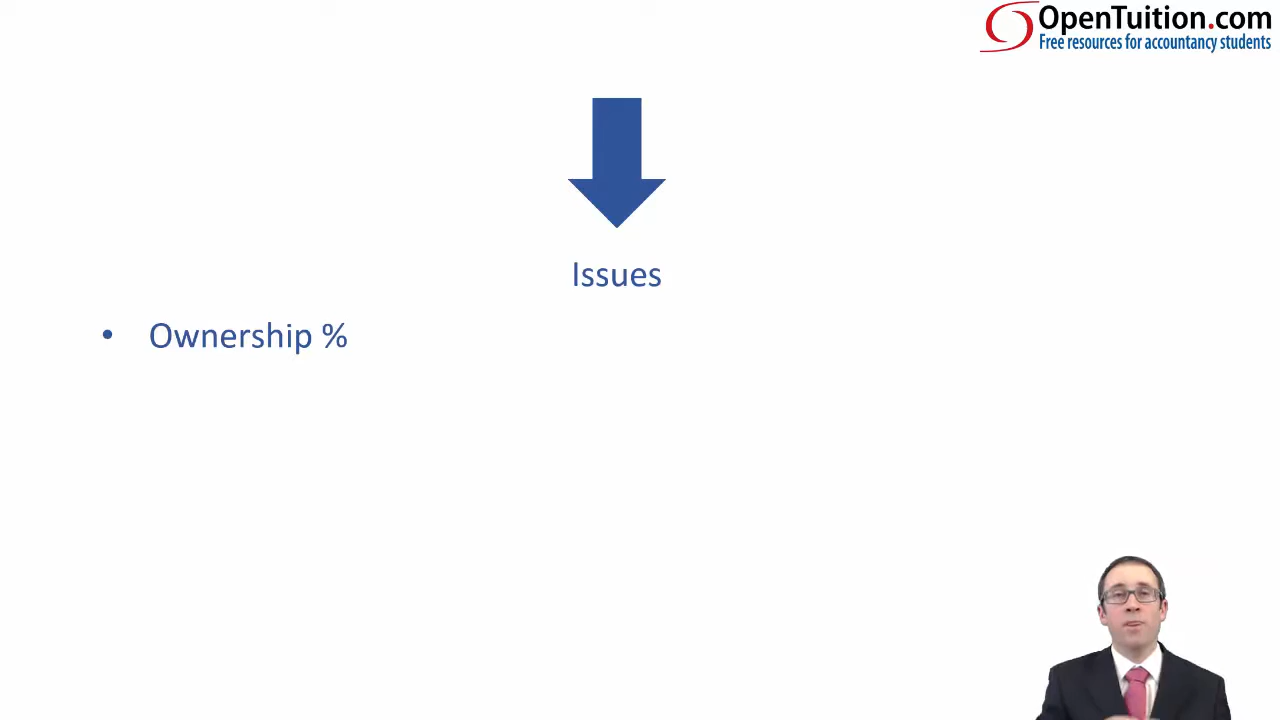 OpenTuition.com
Free resources for accountancy students
Issues
• Ownership %